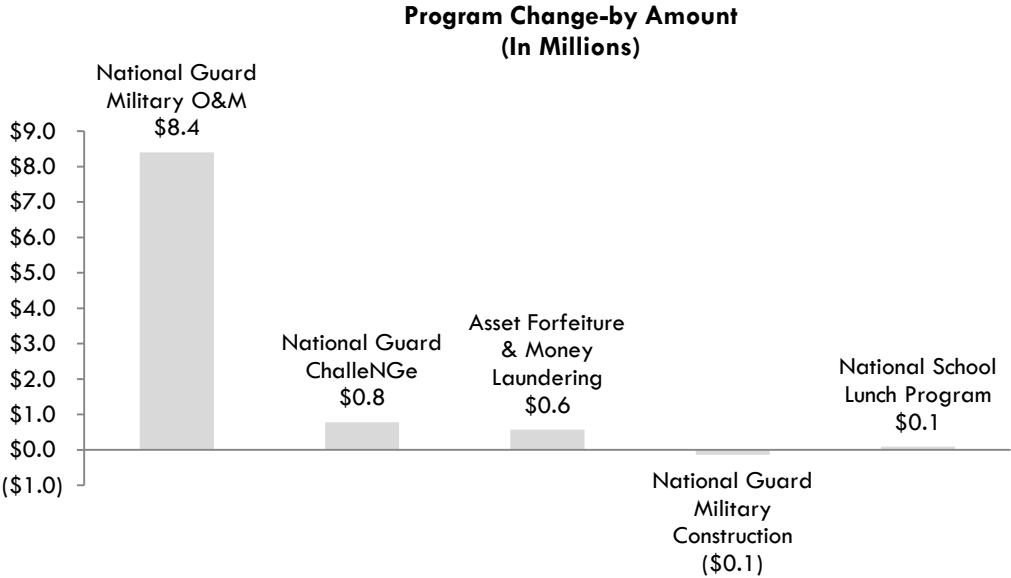 Program Change-by Amount
(In Millions)
National Guard
Military O&M
$8.4
$9.0
$8.0
$7.0
$6.0
$5.0
$4.0
$3.0
$2.0
$1.0
$0.0
($1.0)
National Guard
ChalleNGe
$0.8
Asset Forfeiture
& Money
Laundering
$0.6
National Guard
Military
Construction
($0.1)
National School
Lunch Program
$0.1